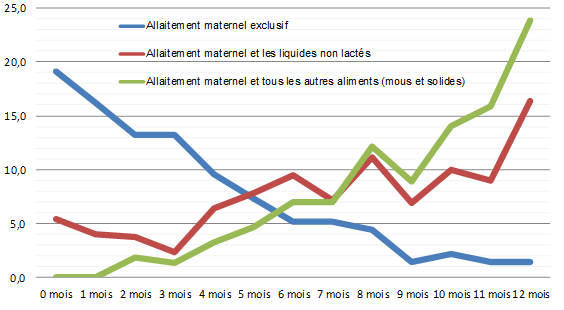 25,0
20,0
15,0
10,0
5,0
0,0
Allaitement maternel exclusif
Allaitement maternel et les liquides non lactés
Allaitement maternel et tous les autres aliments (mous et solides)
0 mois 1 mois 2 mois 3 mois 4 mois 5 mois 6 mois 7 mois 8 mois 9 mois 10 mois 11 mois 12 mois